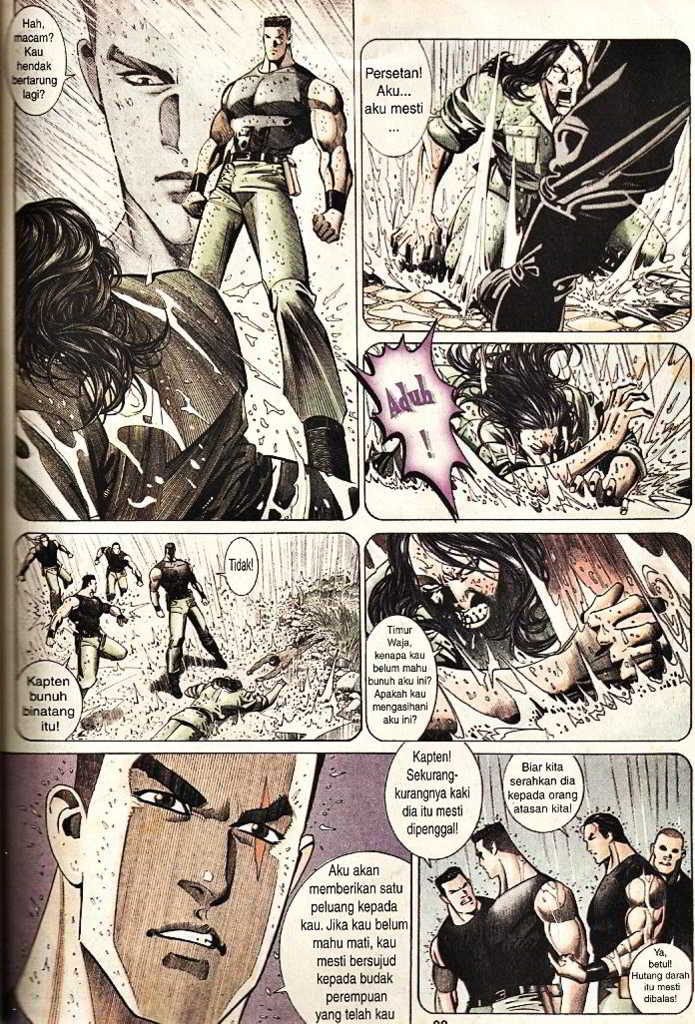 Hah,
macam?
Kau
hendak
bertarung
lagi?
Persetan!
Aku...
aku mesti
...
Aduh
!
Tidak!
Kapten
bunuh
binatang
itu!
Timur
Waja,
kenapa kau
belum mahu
bunuh aku ini?
Apakah kau
mengasihani
aku ini?
Aku akan
memberikan satu
peluang kepada
kau. Jika kau belum
mahu mati, kau
mesti bersujud
kepada budak
perempuan
yang telah kau
Kapten!
Sekurang-
kurangnya kaki
dia itu mesti
dipenggal!
Biar kita
serahkan dia
kepada orang
atasan kita!
Ya,
betul!
Hutang darah
itu mesti
dibalas!